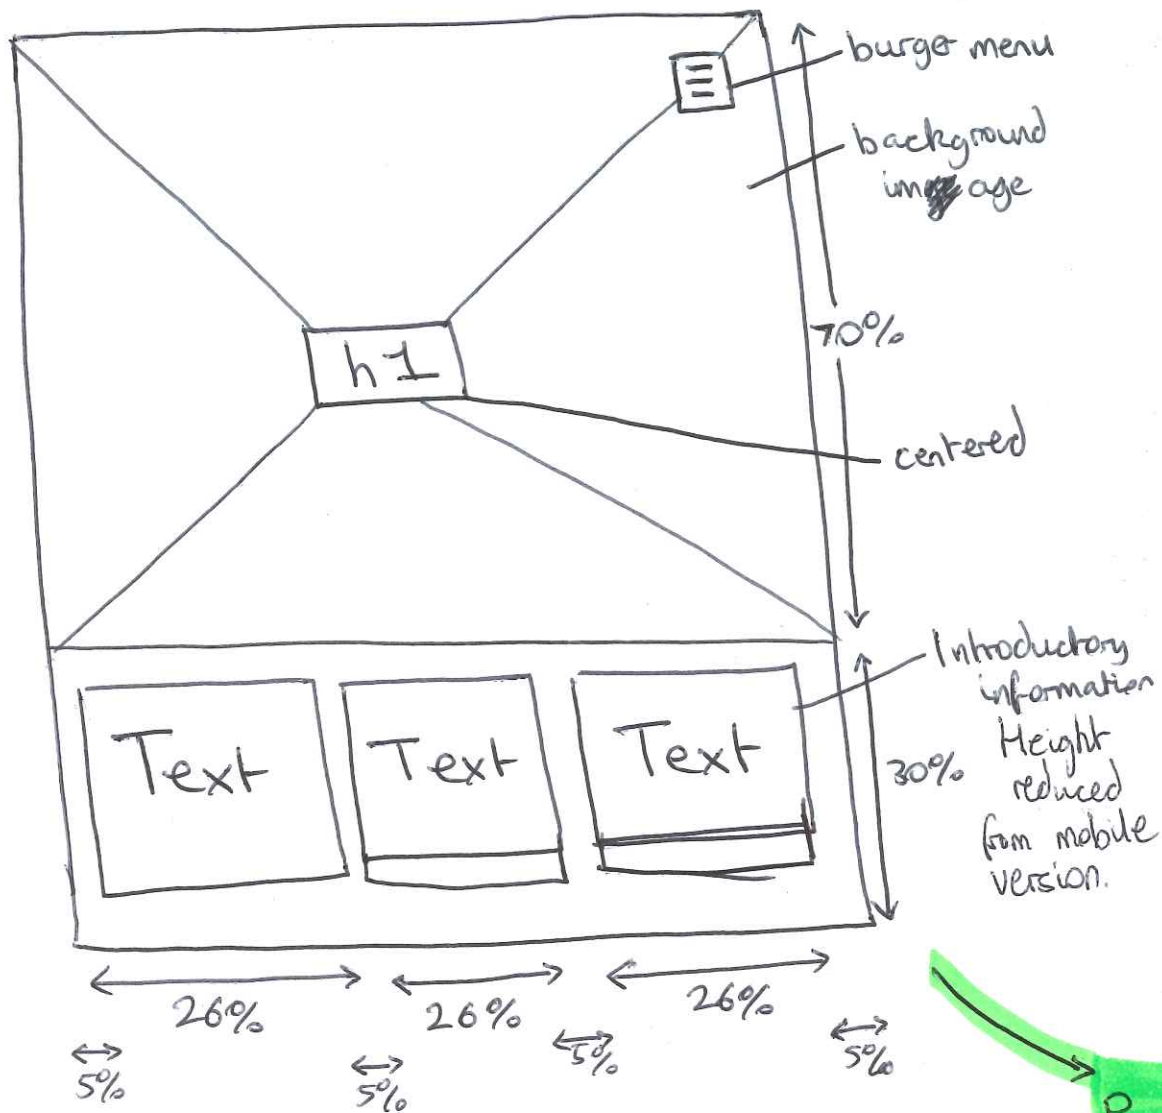 burger menu
background
image
h1
70%
centered
Introductory
information
Height
reduced
from mobile
version.
30%
Text Text Text
26% 26% 26%
5% 5% 5% 5%